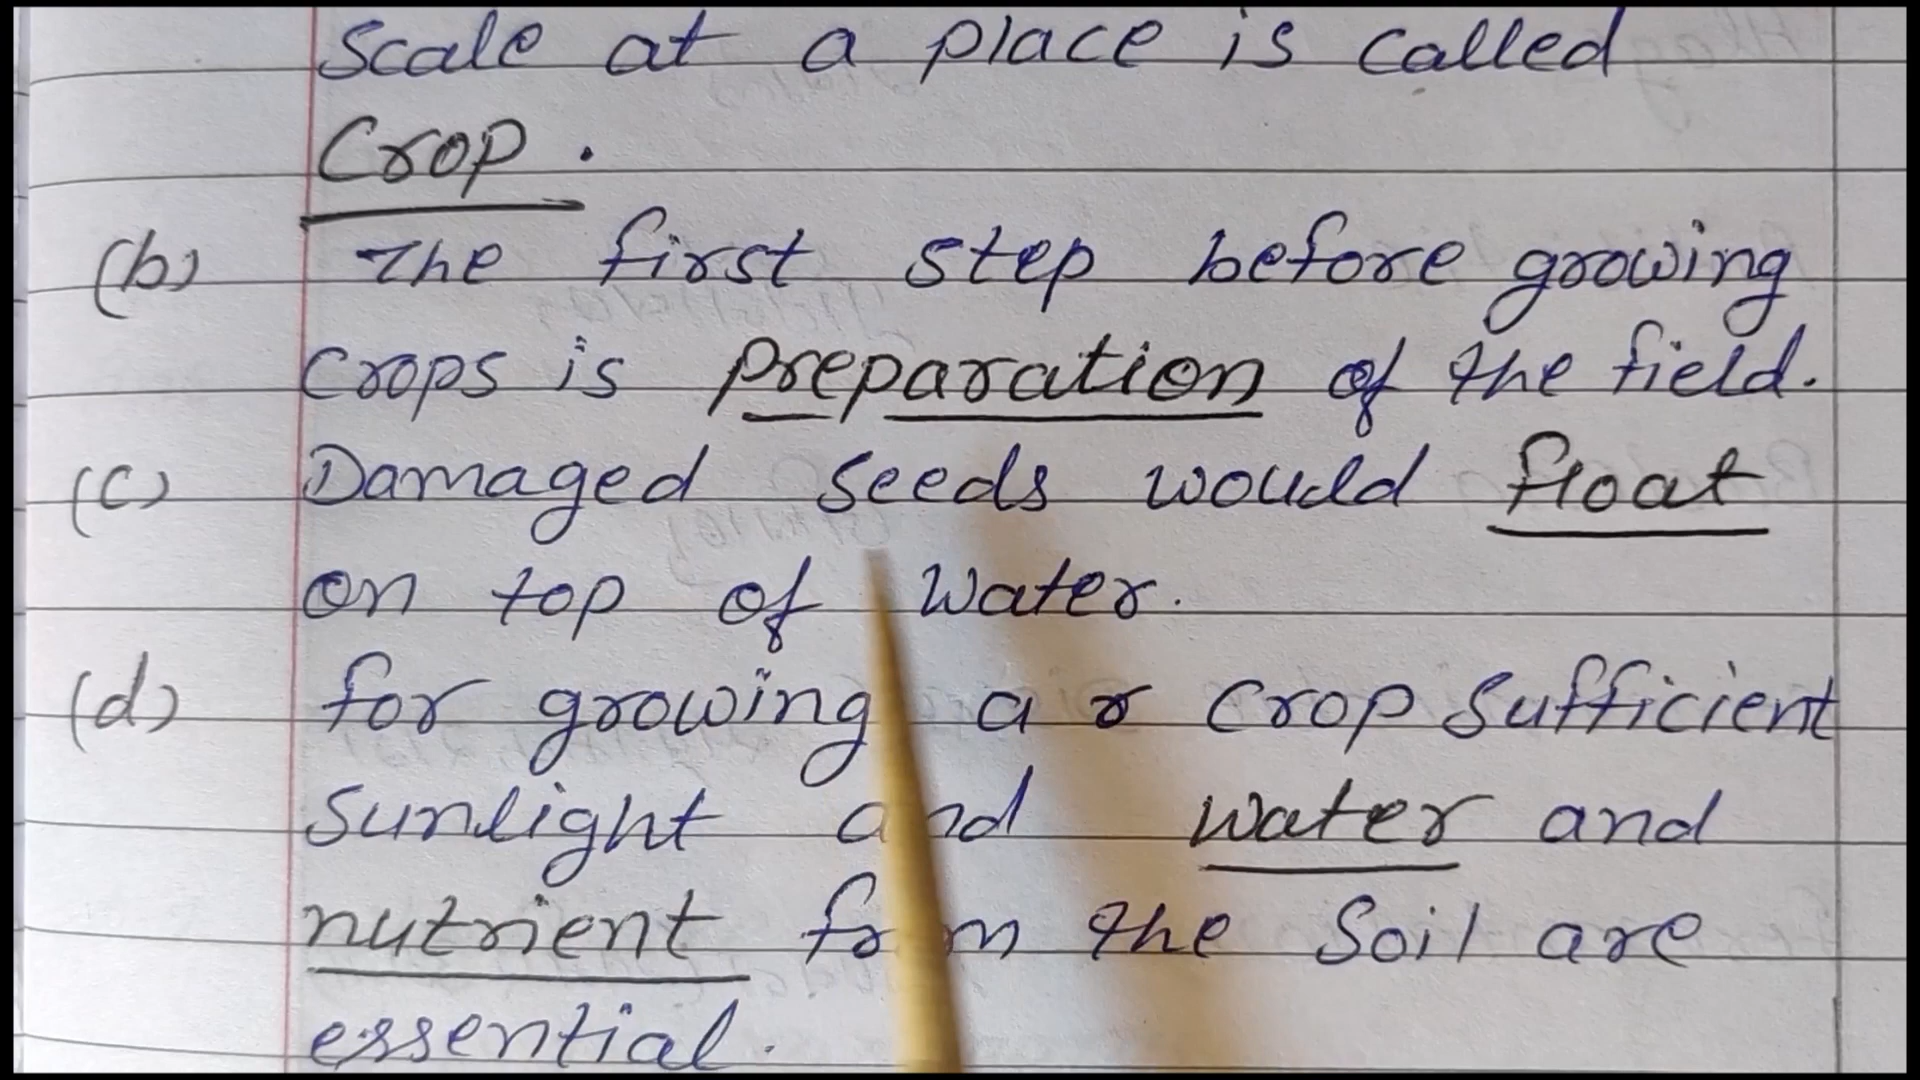 Scale at a place is called
Crop.
(b) The first step before growing
crops is preparation of the field.
(c) Damaged seeds would float
on top of Water.
(d) for growing a r crop sufficient
sunlight and water and
nutrient from the soil are
essential.